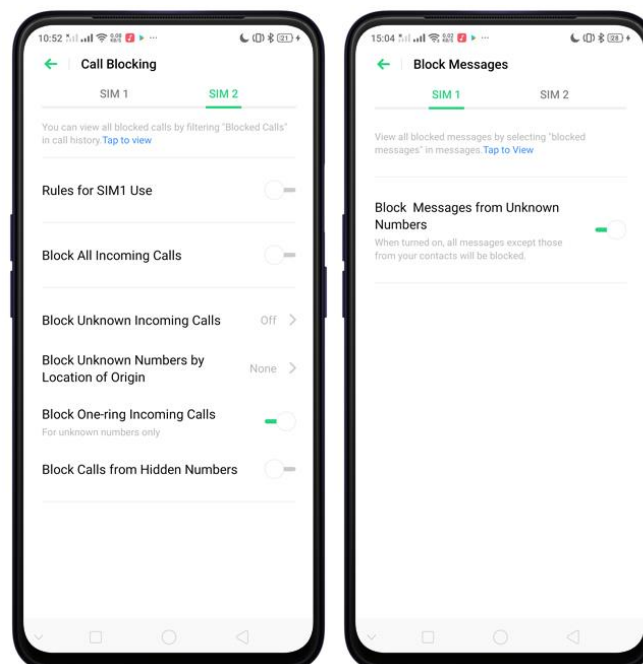 10:52
Call Blocking
SIM 1
SIM 2
You can view all blocked calls by filtering "Blocked Calls"
in call history.Tap to view
Rules for SIM1 Use
Block All Incoming Calls
Block Unknown Incoming Calls
Off
Block Unknown Numbers by
Location of Origin
None
Block One-ring Incoming Calls
For unknown numbers only
Block Calls from Hidden Numbers
15:04
Block Messages
SIM 1
SIM 2
View all blocked messages by selecting "blocked
messages" in messages.Tap to View
Block Messages from Unknown
Numbers
When turned on, all messages except those
from your contacts will be blocked.